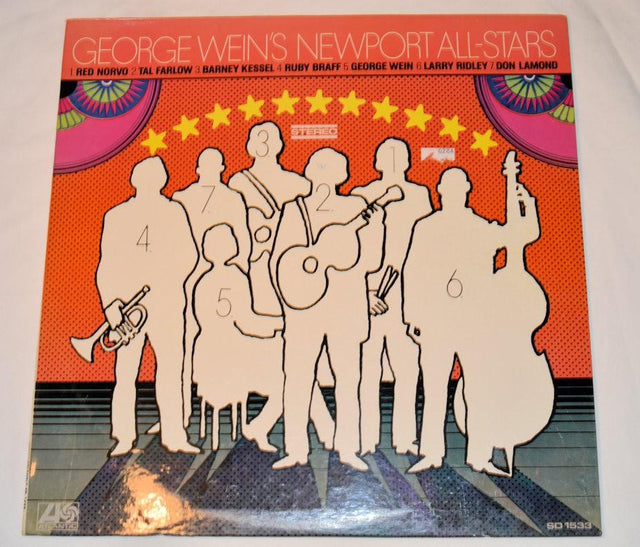 GEORGE WEIN'S NEWPORT ALL-STARS
1 RED NORVO 2 TAL FARLOW 3 BARNEY KESSEL 4 RUBY BRAFF 5 GEORGE WEIN 6 LARRY RIDLEY 7 DON LAMOND
STEREO
3
1
7
2
4
6
5
ATLANTIC
SD 1533